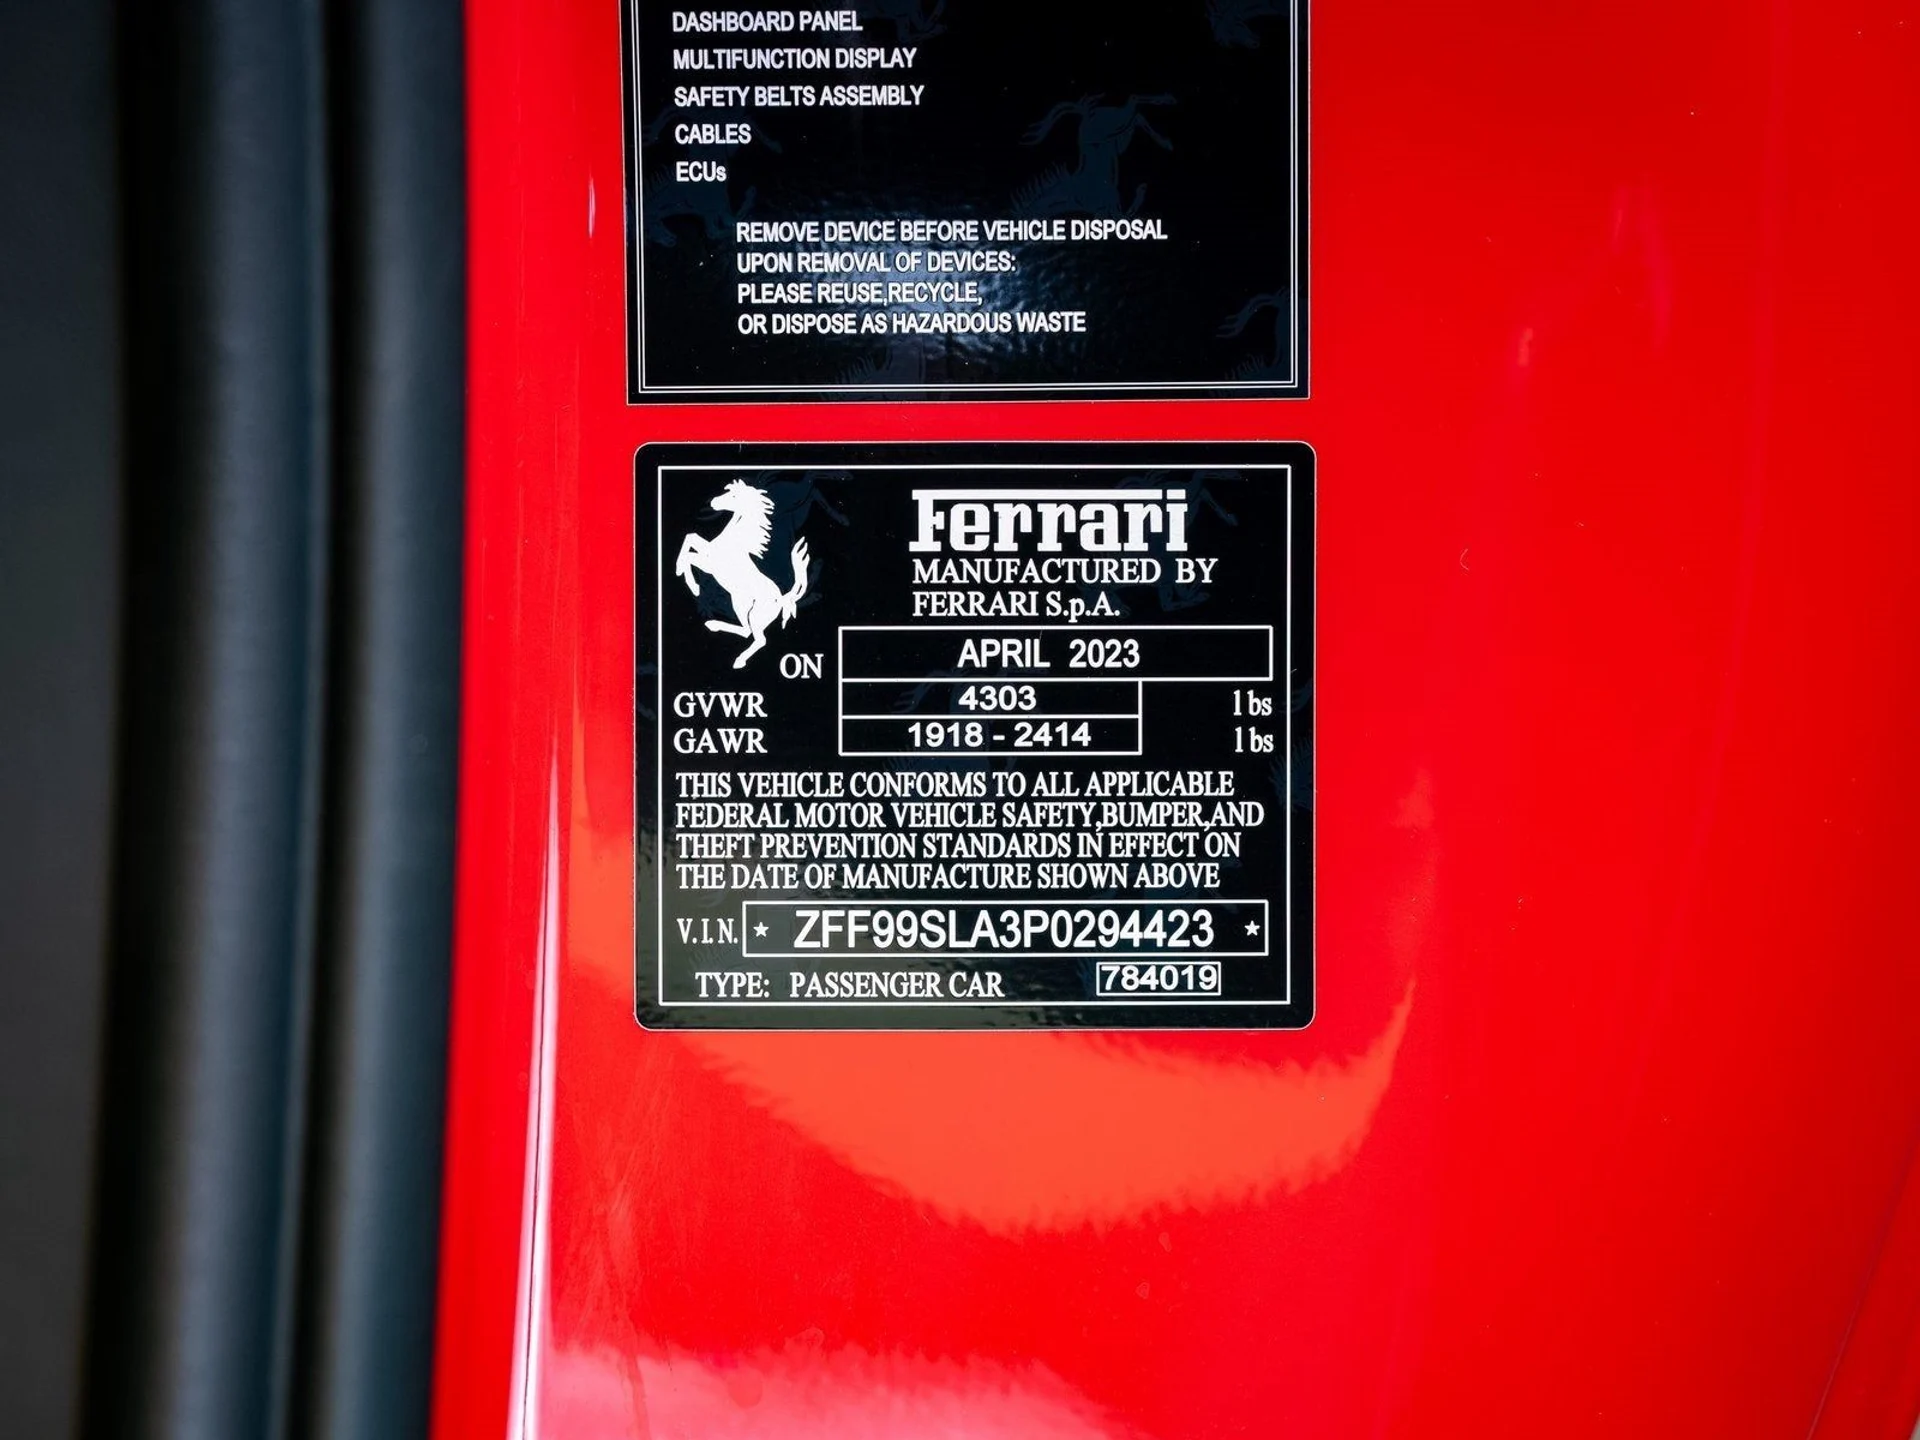 DASHBOARD PANEL
MULTIFUNCTION DISPLAY
SAFETY BELTS ASSEMBLY
CABLES
ECUs
REMOVE DEVICE BEFORE VEHICLE DISPOSAL
UPON REMOVAL OF DEVICES:
PLEASE REUSE,RECYCLE,
OR DISPOSE AS HAZARDOUS WASTE
Ferrari
MANUFACTURED BY
FERRARI S.p.A.
ON APRIL 2023
GVWR 4303 lbs
GAWR 1918 - 2414 lbs
THIS VEHICLE CONFORMS TO ALL APPLICABLE
FEDERAL MOTOR VEHICLE SAFETY,BUMPER,AND
THEFT PREVENTION STANDARDS IN EFFECT ON
THE DATE OF MANUFACTURE SHOWN ABOVE
V.I.N. ★ ZFF99SLA3P0294423 ★
TYPE: PASSENGER CAR 784019